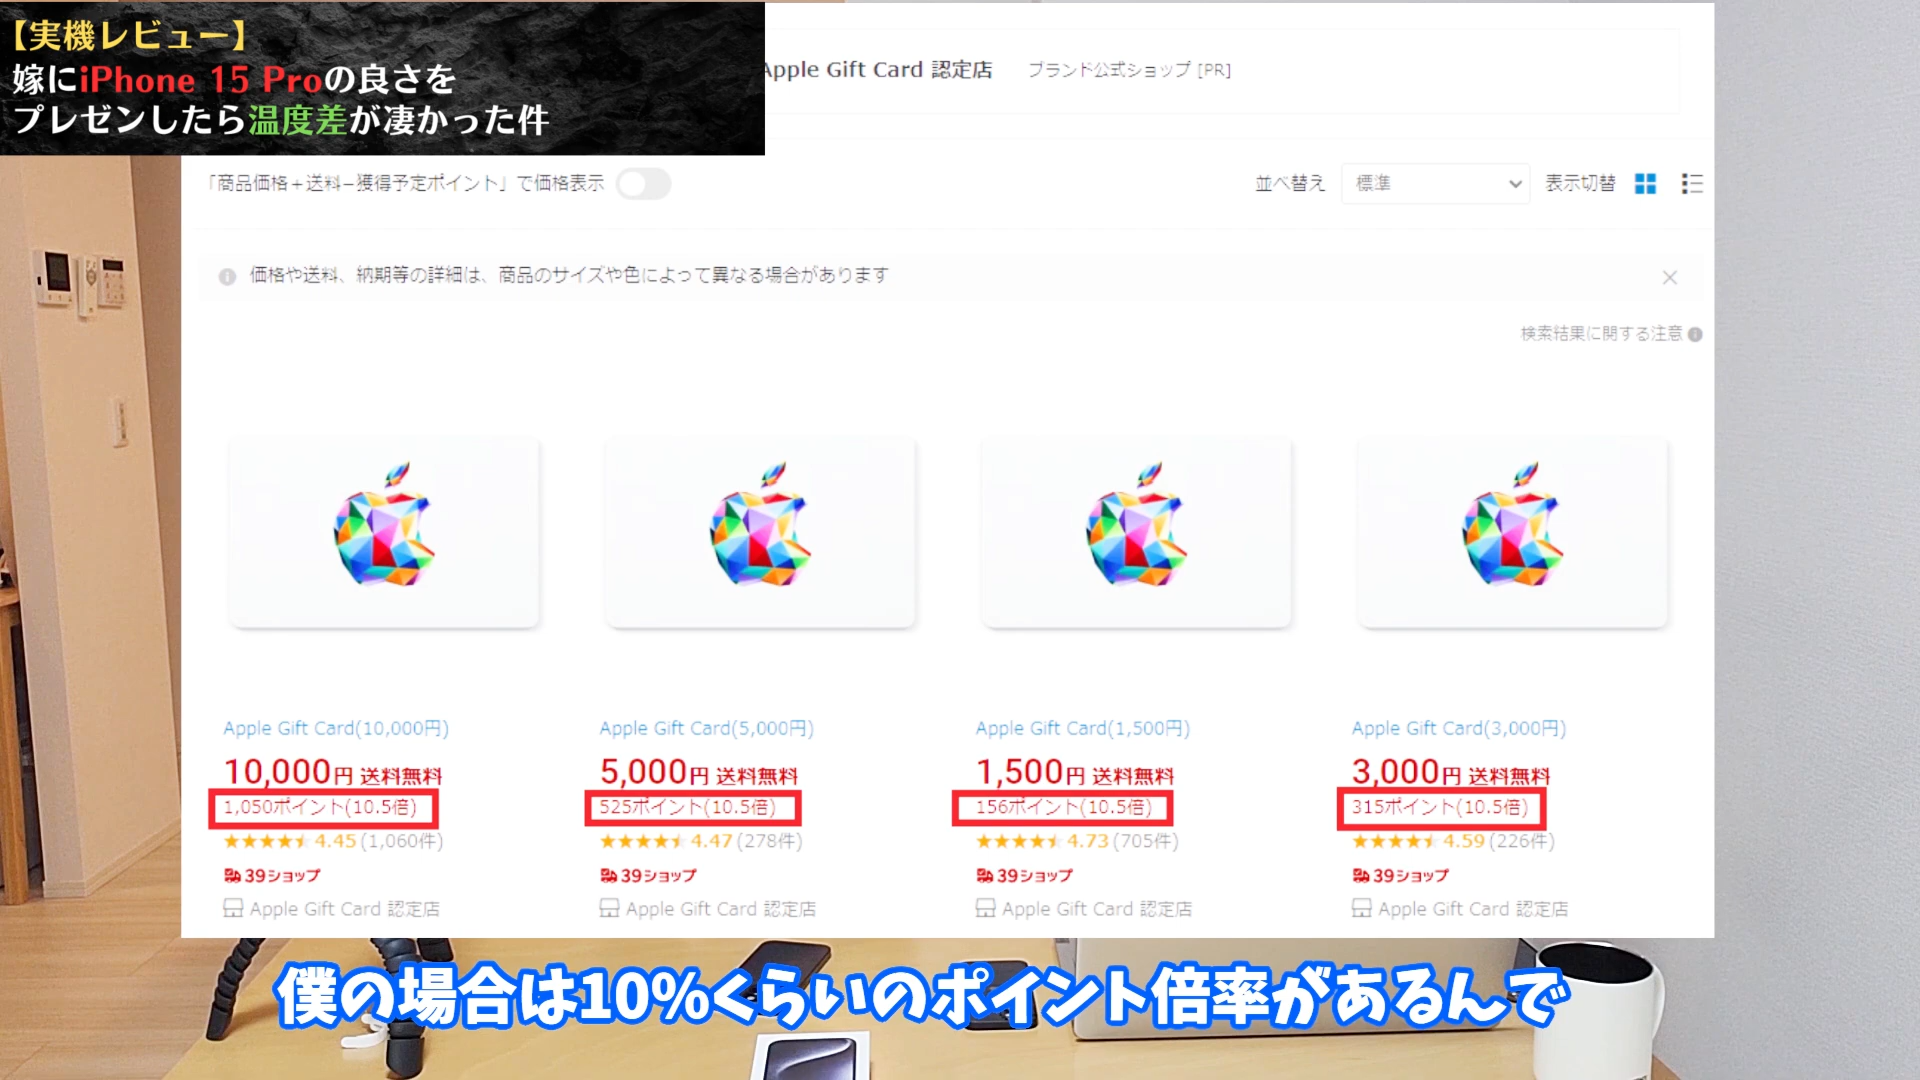 【実機レビュー】
嫁にiPhone 15 Proの良さを
プレゼンしたら温度差が凄かった件
Apple Gift Card 認定店 ブランド公式ショップ [PR]
「商品価格+送料−獲得予定ポイント」で価格表示
並べ替え 標準 表示切替
価格や送料、納期等の詳細は、商品のサイズや色によって異なる場合があります
検索結果に関する注意
Apple Gift Card(10,000円)
10,000円 送料無料
1,050ポイント(10.5倍)
4.45 (1,060件)
39ショップ
Apple Gift Card 認定店
Apple Gift Card(5,000円)
5,000円 送料無料
525ポイント(10.5倍)
4.47 (278件)
39ショップ
Apple Gift Card 認定店
Apple Gift Card(1,500円)
1,500円 送料無料
156ポイント(10.5倍)
4.73 (705件)
39ショップ
Apple Gift Card 認定店
Apple Gift Card(3,000円)
3,000円 送料無料
315ポイント(10.5倍)
4.59 (226件)
39ショップ
Apple Gift Card 認定店
僕の場合は10%くらいのポイント倍率があるんで